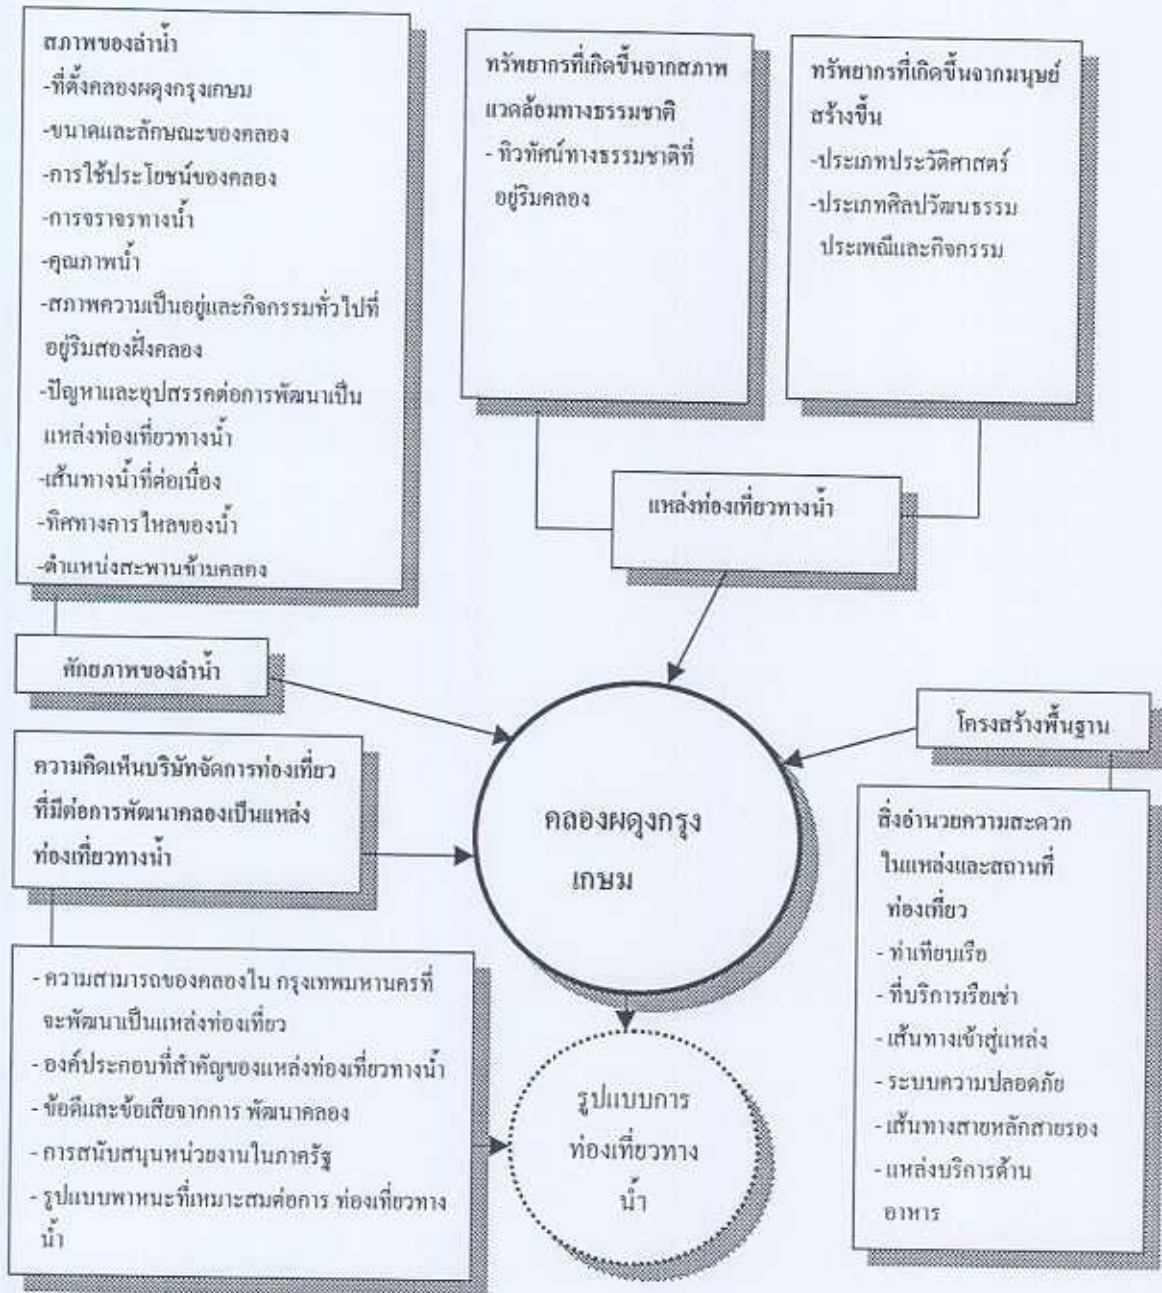 สภาพของลำน้ำ
-ที่ตั้งคลองผดุงกรุงเกษม
-ขนาดและลักษณะของคลอง
-การใช้ประโยชน์ของคลอง
-การจราจรทางน้ำ
-คุณภาพน้ำ
-สภาพความเป็นอยู่และกิจกรรมทั่วไปที่
อยู่ริมสองฝั่งคลอง
-ปัญหาและอุปสรรคต่อการพัฒนาเป็น
แหล่งท่องเที่ยวทางน้ำ
-เส้นทางน้ำที่ต่อเนื่อง
-ทิศทางการไหลของน้ำ
-ตำแหน่งสะพานข้ามคลอง
ทรัพยากรที่เกิดขึ้นจากสภาพ
แวดล้อมทางธรรมชาติ
- ทิวทัศน์ทางธรรมชาติที่
อยู่ริมคลอง
ทรัพยากรที่เกิดขึ้นจากมนุษย์
สร้างขึ้น
-ประเภทประวัติศาสตร์
-ประเภทศิลปวัฒนธรรม
ประเพณีและกิจกรรม
แหล่งท่องเที่ยวทางน้ำ
ศักยภาพของลำน้ำ
ความคิดเห็นบริษัทจัดการท่องเที่ยว
ที่มีต่อการพัฒนาคลองเป็นแหล่ง
ท่องเที่ยวทางน้ำ
คลองผดุงกรุง
เกษม
โครงสร้างพื้นฐาน
สิ่งอำนวยความสะดวก
ในแหล่งและสถานที่
ท่องเที่ยว
- ท่าเทียบเรือ
- ที่บริการเรือเช่า
- เส้นทางเข้าสู่แหล่ง
- ระบบความปลอดภัย
- เส้นทางสายหลักสายรอง
- แหล่งบริการด้าน
อาหาร
- ความสามารถของคลองใน กรุงเทพมหานครที่
จะพัฒนาเป็นแหล่งท่องเที่ยว
- องค์ประกอบที่สำคัญของแหล่งท่องเที่ยวทางน้ำ
- ข้อดีและข้อเสียจากการ พัฒนาคลอง
- การสนับสนุนหน่วยงานในภาครัฐ
- รูปแบบพาหนะที่เหมาะสมต่อการ ท่องเที่ยวทาง
น้ำ
รูปแบบการ
ท่องเที่ยวทาง
น้ำ